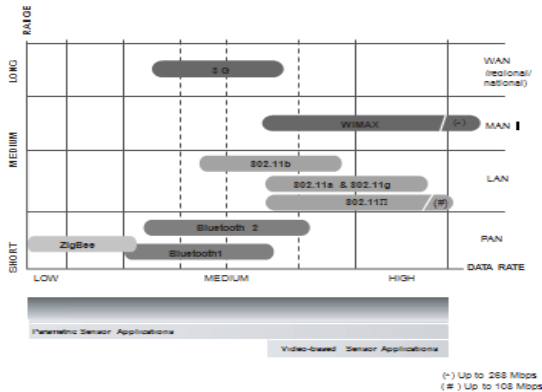 RANGE
LONG
MEDIUM
SHORT
3 G
WAN
(regional/
national)
WIMAX
(~)
MAN
802.11b
LAN
802.11a & 802.11g
802.11n
(#)
Bluetooth 2
PAN
ZigBee
Bluetooth1
DATA RATE
LOW
MEDIUM
HIGH
Parametric Sensor Applications
Video-based Sensor Applications
(~) Up to 268 Mbps
(#) Up to 108 Mbps